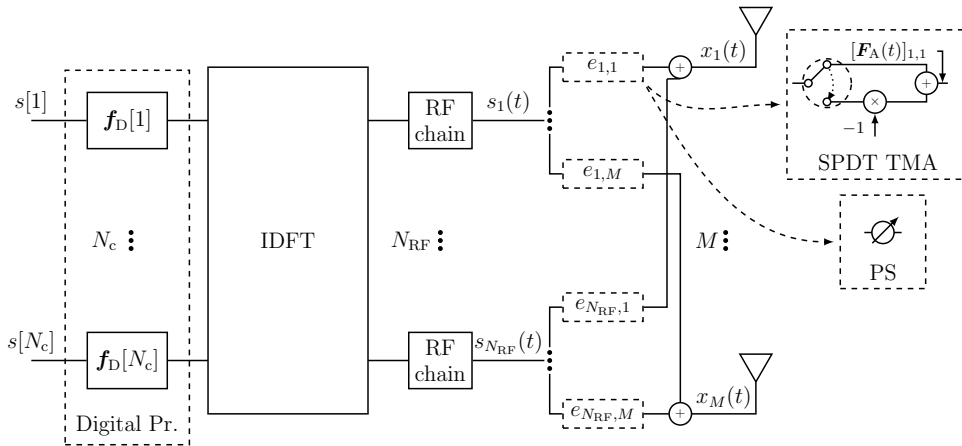 s[1]
f_D[1]
N_c
s[N_c]
f_D[N_c]
Digital Pr.
IDFT
RF
chain
N_RF
RF
chain
s_1(t)
s_{N_RF}(t)
e_{1,1}
e_{1,M}
e_{N_RF,1}
e_{N_RF,M}
+
+
x_1(t)
M
x_M(t)
[F_A(t)]_{1,1}
+
×
−1
SPDT TMA
PS